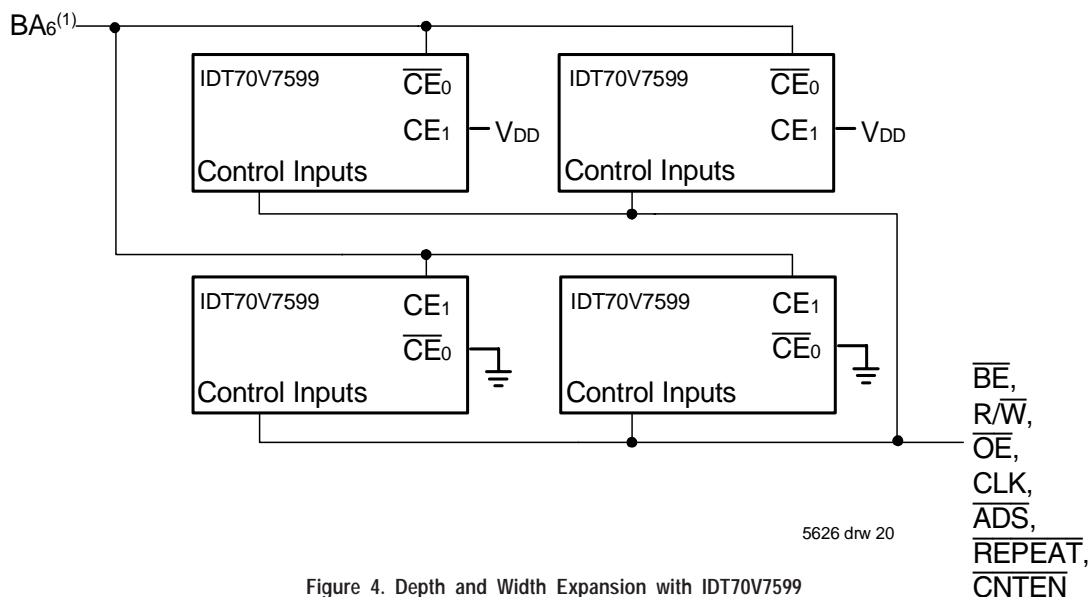 BA6(1)
IDT70V7599
CE0
CE1
VDD
Control Inputs
IDT70V7599
CE0
CE1
VDD
Control Inputs
IDT70V7599
CE1
CE0
Control Inputs
IDT70V7599
CE1
CE0
Control Inputs
BE,
R/W,
OE,
CLK,
ADS,
REPEAT,
CNTEN
5626 drw 20
Figure 4. Depth and Width Expansion with IDT70V7599